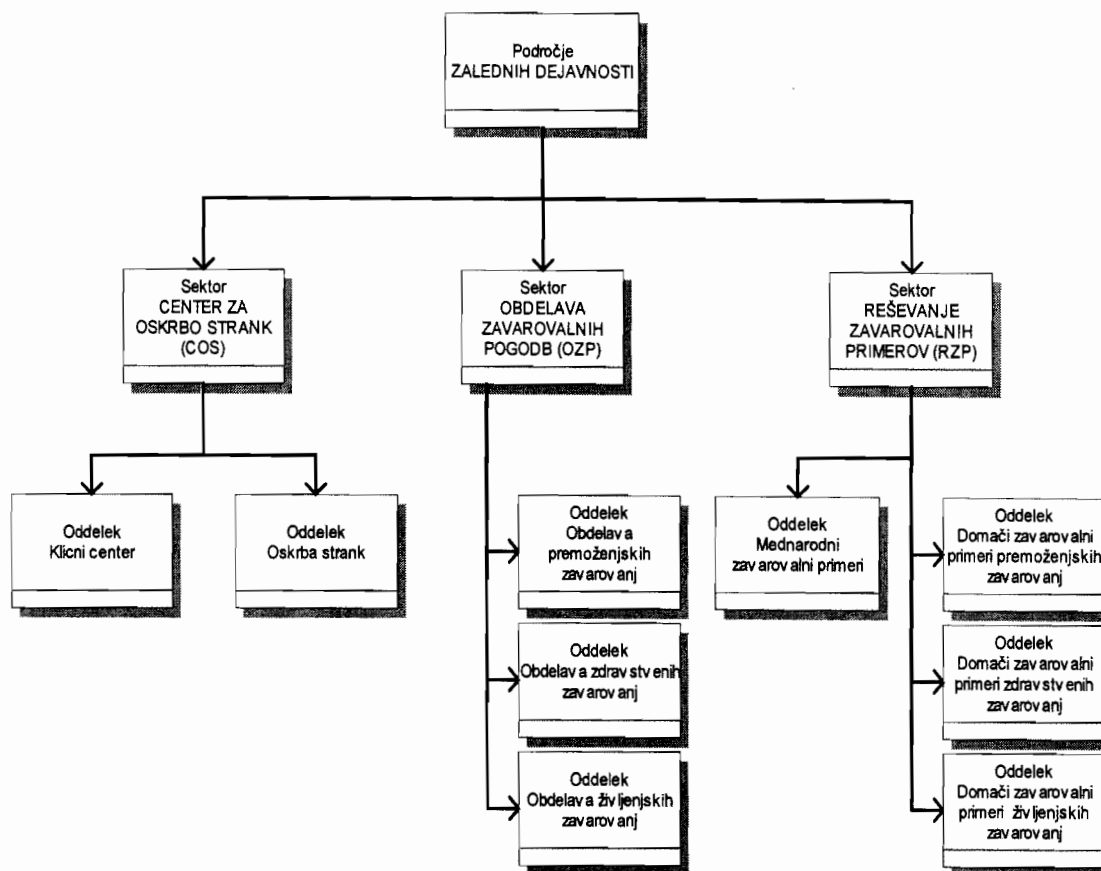 Področje
ZALEDNIH DEJAVNOSTI
Sektor
CENTER ZA
OSKRBO STRANK
(COS)
Sektor
OBDELAVA
ZAVAROVALNIH
POGODB (OZP)
Sektor
REŠEVANJE
ZAVAROVALNIH
PRIMEROV (RZP)
Oddelek
Klicni center
Oddelek
Oskrba strank
Oddelek
Obdelava
premoženjskih
zavarovanj
Oddelek
Obdelava zdravstvenih
zavarovanj
Oddelek
Obdelava življenjskih
zavarovanj
Oddelek
Mednarodni
zavarovalni primeri
Oddelek
Domači zavarovalni
primeri premoženjskih
zavarovanj
Oddelek
Domači zavarovalni
primeri zdravstvenih
zavarovanj
Oddelek
Domači zavarovalni
primeri življenjskih
zavarovanj